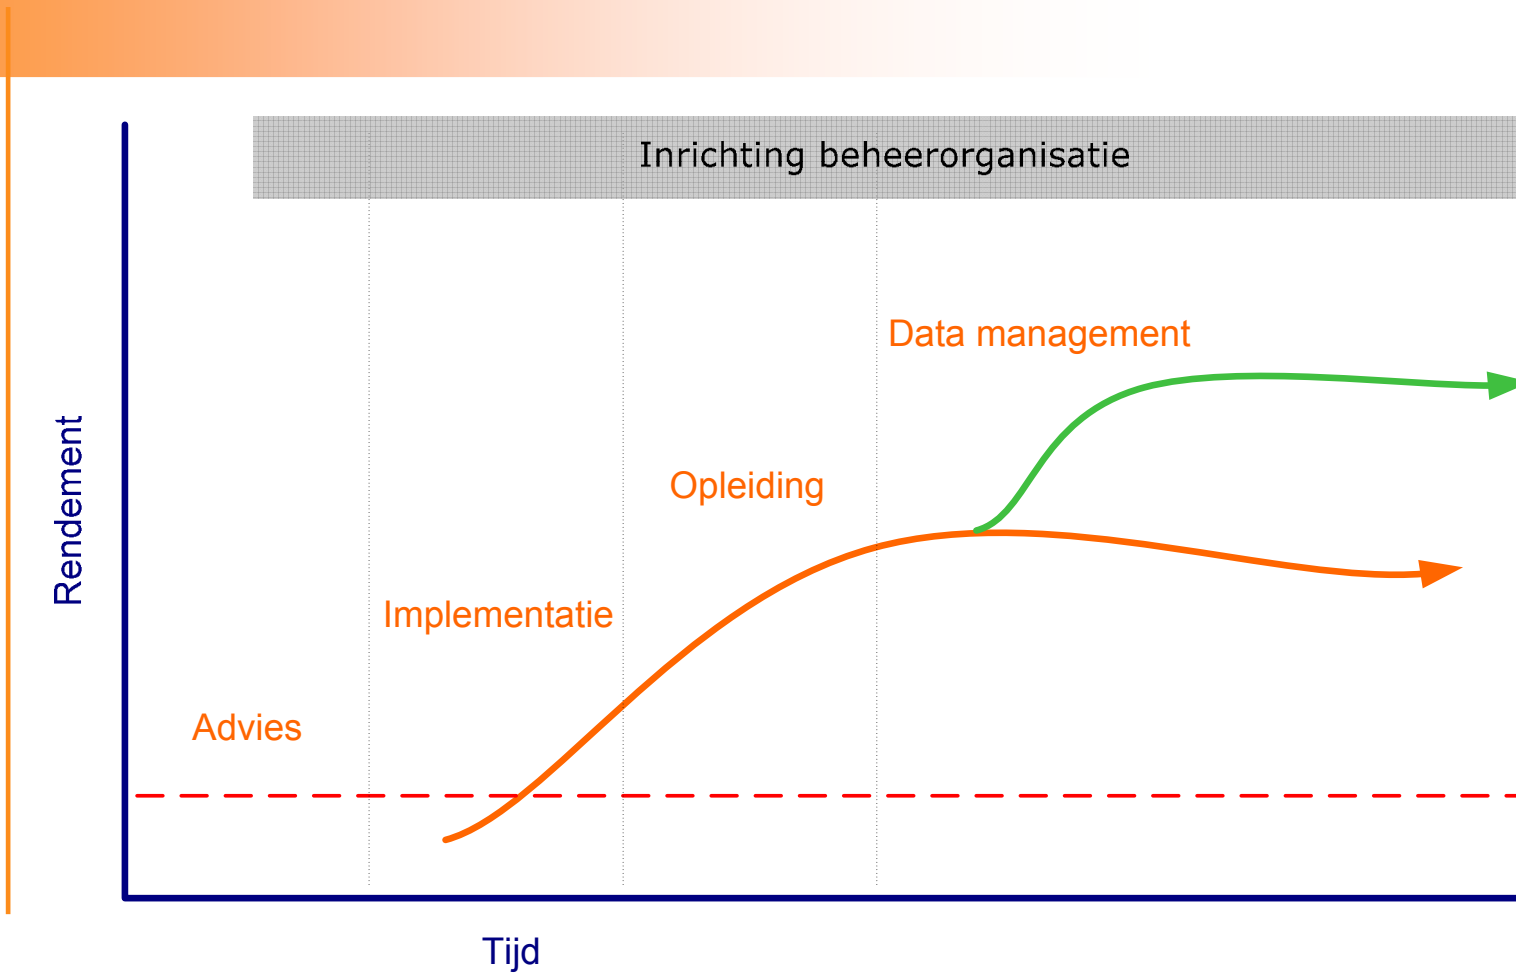 Inrichting beheerorganisatie
Data management
Opleiding
Implementatie
Advies
Rendement
Tijd